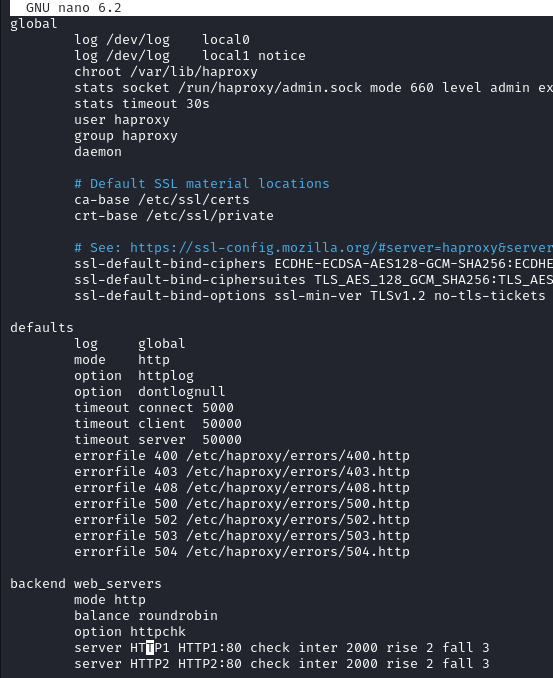 GNU nano 6.2
global
        log /dev/log    local0
        log /dev/log    local1 notice
        chroot /var/lib/haproxy
        stats socket /run/haproxy/admin.sock mode 660 level admin ex
        stats timeout 30s
        user haproxy
        group haproxy
        daemon

        # Default SSL material locations
        ca-base /etc/ssl/certs
        crt-base /etc/ssl/private

        # See: https://ssl-config.mozilla.org/#server=haproxy&server
        ssl-default-bind-ciphers ECDHE-ECDSA-AES128-GCM-SHA256:ECDHE
        ssl-default-bind-ciphersuites TLS_AES_128_GCM_SHA256:TLS_AES
        ssl-default-bind-options ssl-min-ver TLSv1.2 no-tls-tickets

defaults
        log     global
        mode    http
        option  httplog
        option  dontlognull
        timeout connect 5000
        timeout client  50000
        timeout server  50000
        errorfile 400 /etc/haproxy/errors/400.http
        errorfile 403 /etc/haproxy/errors/403.http
        errorfile 408 /etc/haproxy/errors/408.http
        errorfile 500 /etc/haproxy/errors/500.http
        errorfile 502 /etc/haproxy/errors/502.http
        errorfile 503 /etc/haproxy/errors/503.http
        errorfile 504 /etc/haproxy/errors/504.http

backend web_servers
        mode http
        balance roundrobin
        option httpchk
        server HTTP1 HTTP1:80 check inter 2000 rise 2 fall 3
        server HTTP2 HTTP2:80 check inter 2000 rise 2 fall 3